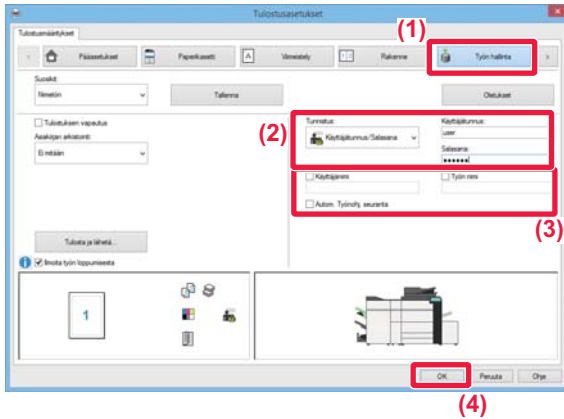 Tulostusasetukset
Tulostusmääritykset
(1)
Pääasetukset
Paperikasetti
Viimeistely
Rakenne
Työn hallinta
Suosikit:
Nimetön
Tallenna
Oletukset
Tulostuksen vapautus
Asiakirjan arkistointi:
Ei mitään
(2)
Tunnistus:
Käyttäjätunnus/Salasana
Käyttäjätunnus:
user
Salasana:
••••••
Käyttäjänimi
Työn nimi
Autom. Työnohj. seuranta
(3)
Tulosta ja lähetä...
Ilmoita työn loppumisesta
1
OK
Peruuta
Ohje
(4)